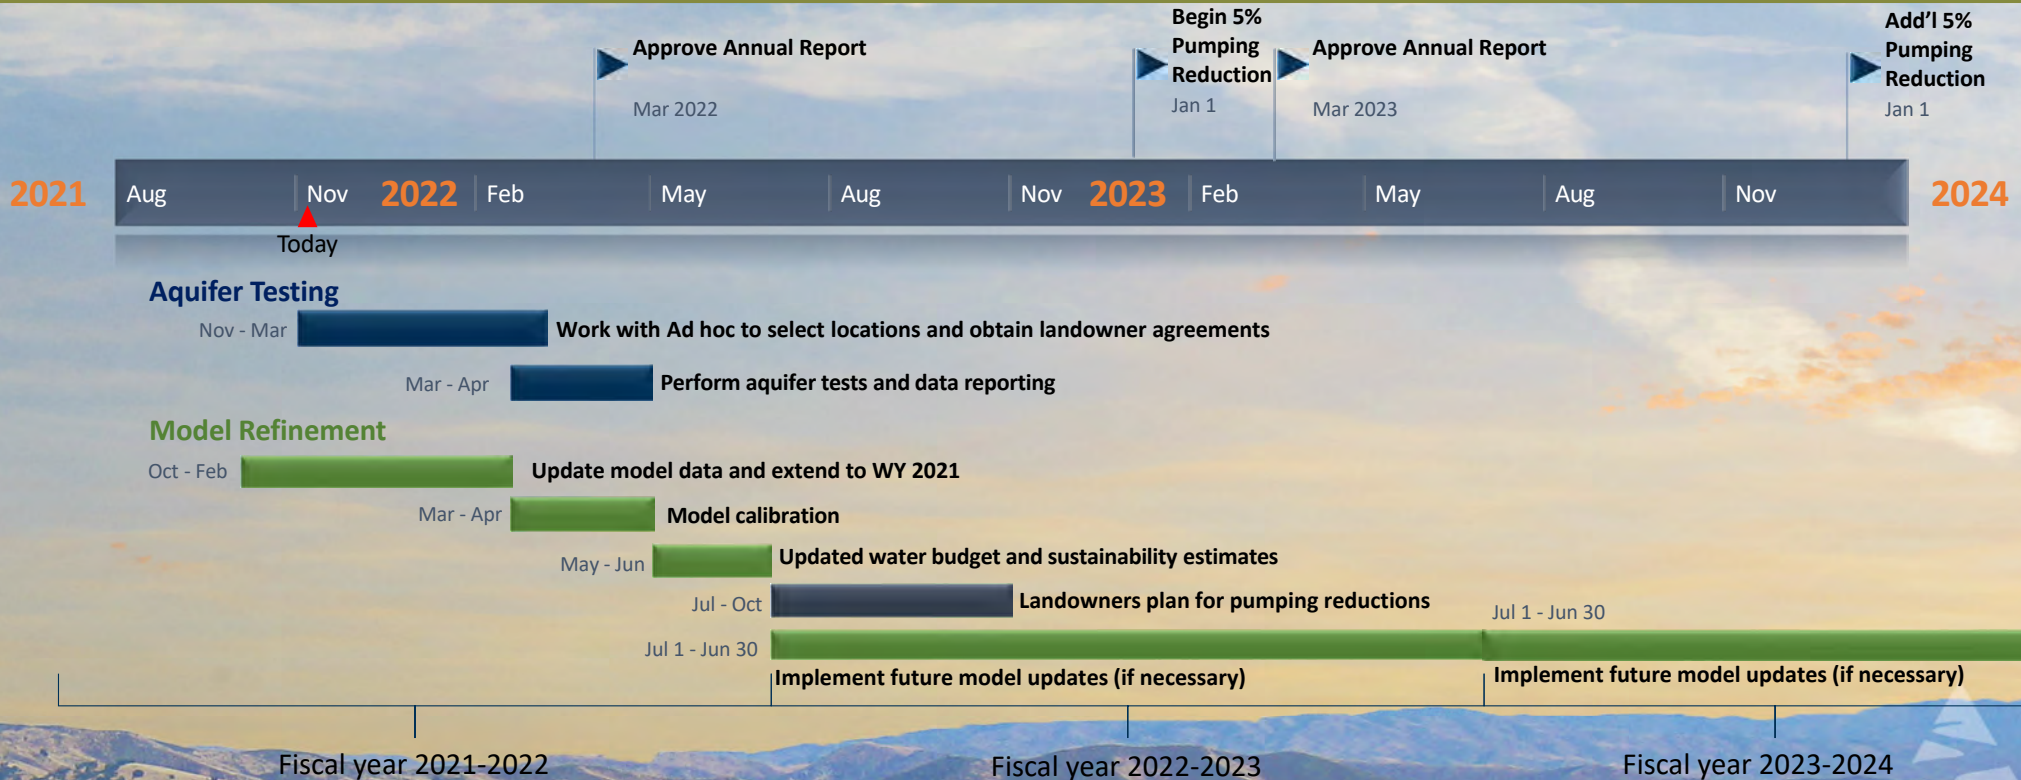 Begin 5%
Pumping
Reduction
Jan 1
Add’l 5%
Pumping
Reduction
Jan 1
Approve Annual Report
Mar 2022
Approve Annual Report
Mar 2023
2021 Aug Nov 2022 Feb May Aug Nov 2023 Feb May Aug Nov 2024
Today
Aquifer Testing
Nov - Mar Work with Ad hoc to select locations and obtain landowner agreements
Mar - Apr Perform aquifer tests and data reporting
Model Refinement
Oct - Feb Update model data and extend to WY 2021
Mar - Apr Model calibration
May - Jun Updated water budget and sustainability estimates
Jul - Oct Landowners plan for pumping reductions
Jul 1 - Jun 30
Jul 1 - Jun 30
Implement future model updates (if necessary)
Implement future model updates (if necessary)
Fiscal year 2021-2022
Fiscal year 2022-2023
Fiscal year 2023-2024